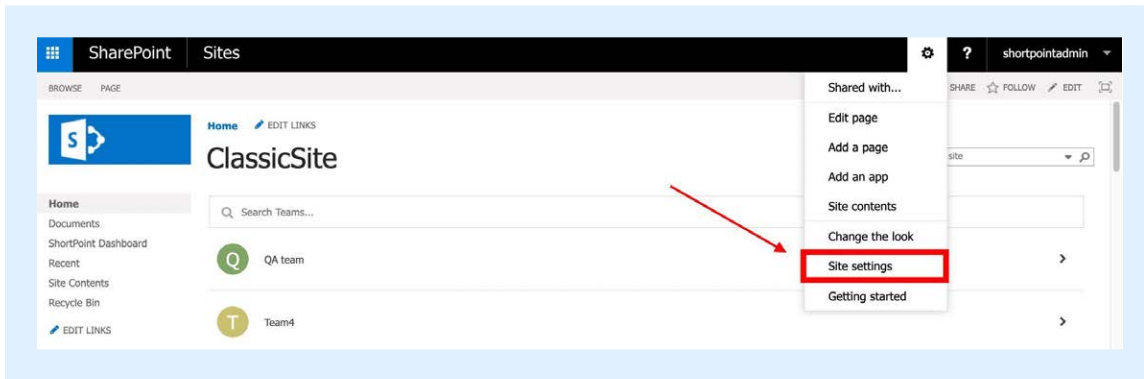 SharePoint Sites ? shortpointadmin
BROWSE PAGE SHARE FOLLOW EDIT
S
Home EDIT LINKS
ClassicSite
site
Home
Documents
ShortPoint Dashboard
Recent
Site Contents
Recycle Bin
EDIT LINKS
Search Teams...
Q QA team
T Team4
Shared with...
Edit page
Add a page
Add an app
Site contents
Change the look
Site settings
Getting started